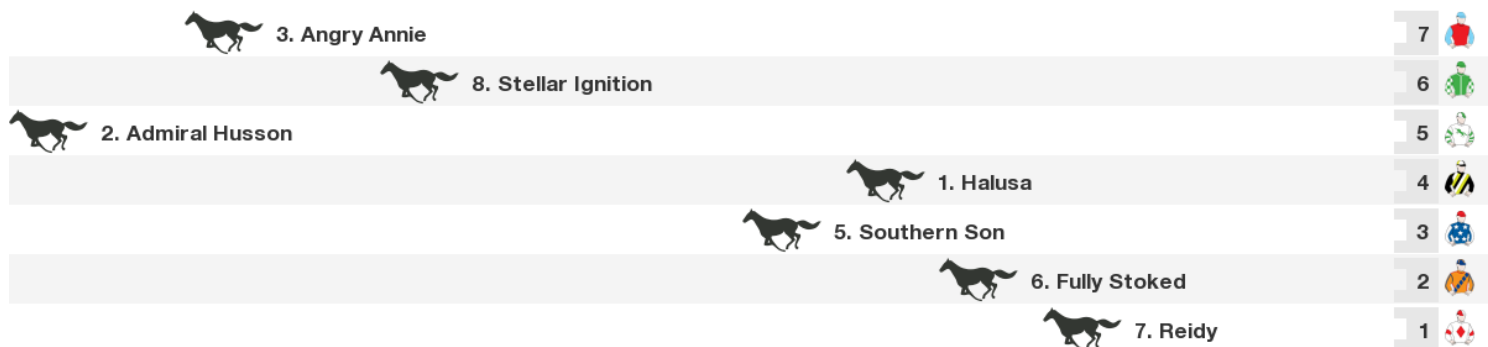 3. Angry Annie 7
8. Stellar Ignition 6
2. Admiral Husson 5
1. Halusa 4
5. Southern Son 3
6. Fully Stoked 2
7. Reidy 1